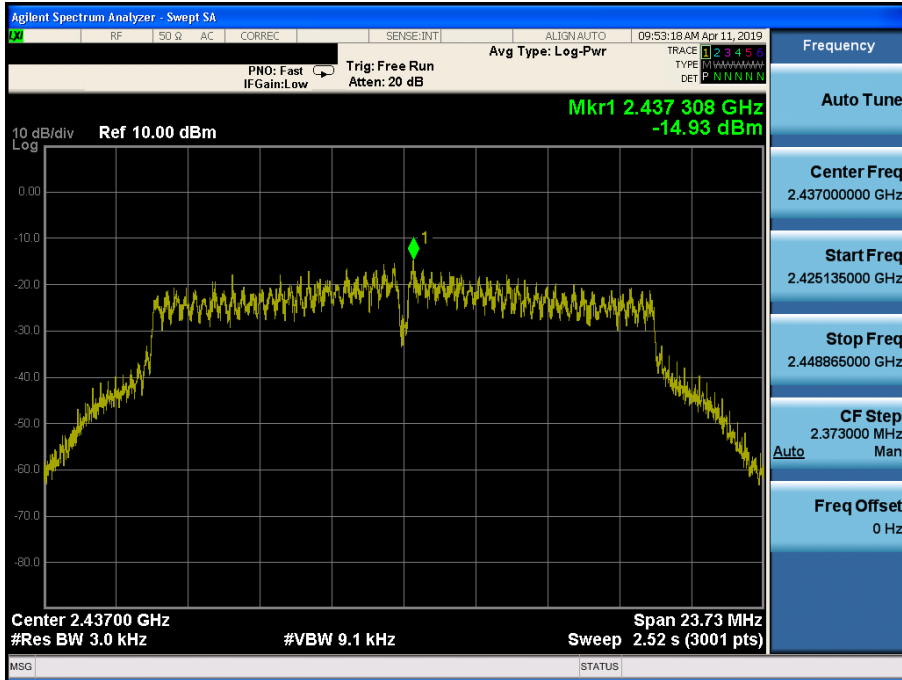 Agilent Spectrum Analyzer - Swept SA
LXI RF 50 Ω AC CORREC SENSE:INT ALIGN AUTO 09:53:18 AM Apr 11, 2019
Avg Type: Log-Pwr
TRACE 1 2 3 4 5 6
TYPE M WWWWW
DET P N N N N N
PNO: Fast
IFGain:Low
Trig: Free Run
Atten: 20 dB
Mkr1 2.437 308 GHz
-14.93 dBm
10 dB/div Ref 10.00 dBm
Log
0.00
-10.0
-20.0
-30.0
-40.0
-50.0
-60.0
-70.0
-80.0
1
Center 2.43700 GHz Span 23.73 MHz
#Res BW 3.0 kHz #VBW 9.1 kHz Sweep 2.52 s (3001 pts)
MSG STATUS
Frequency
Auto Tune
Center Freq
2.437000000 GHz
Start Freq
2.425135000 GHz
Stop Freq
2.448865000 GHz
CF Step
2.373000 MHz
Auto Man
Freq Offset
0 Hz